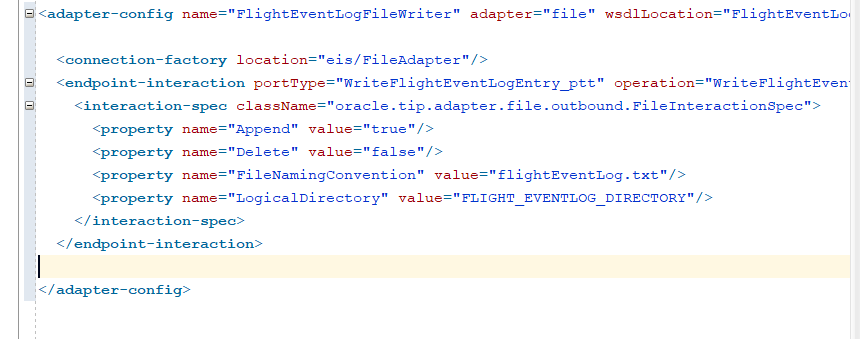 <adapter-config name="FlightEventLogFileWriter" adapter="file" wsdlLocation="FlightEventLo
<connection-factory location="eis/FileAdapter"/>
<endpoint-interaction portType="WriteFlightEventLogEntry_ptt" operation="WriteFlightEven
<interaction-spec className="oracle.tip.adapter.file.outbound.FileInteractionSpec">
<property name="Append" value="true"/>
<property name="Delete" value="false"/>
<property name="FileNamingConvention" value="flightEventLog.txt"/>
<property name="LogicalDirectory" value="FLIGHT_EVENTLOG_DIRECTORY"/>
</interaction-spec>
</endpoint-interaction>
</adapter-config>